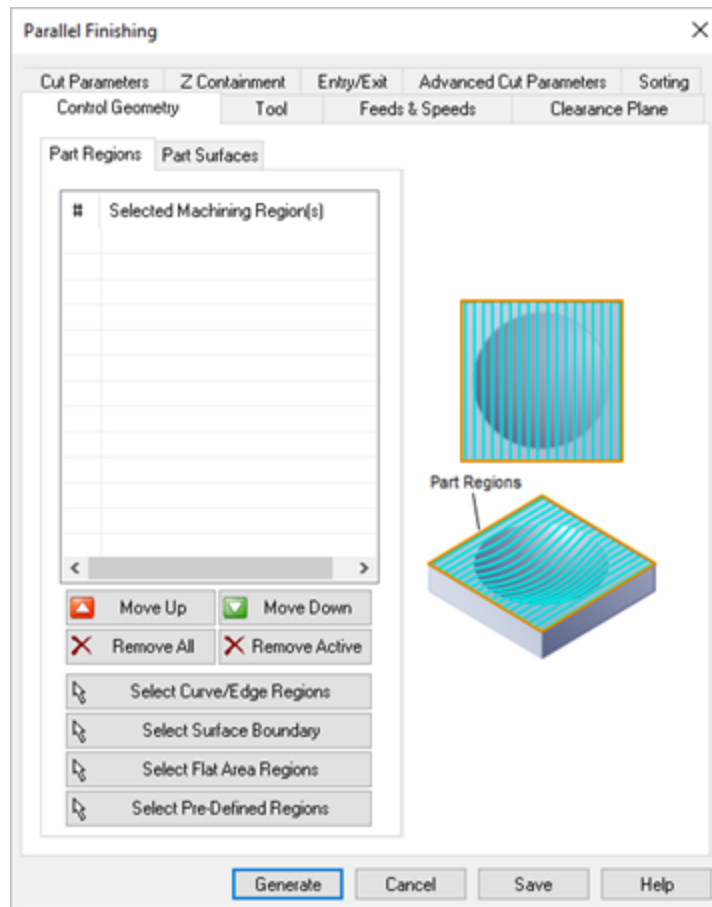 Parallel Finishing
Cut Parameters Z Containment Entry/Exit Advanced Cut Parameters Sorting
Control Geometry Tool Feeds & Speeds Clearance Plane
Part Regions Part Surfaces
# Selected Machining Region(s)
Part Regions
Move Up Move Down
Remove All Remove Active
Select Curve/Edge Regions
Select Surface Boundary
Select Flat Area Regions
Select Pre-Defined Regions
Generate Cancel Save Help